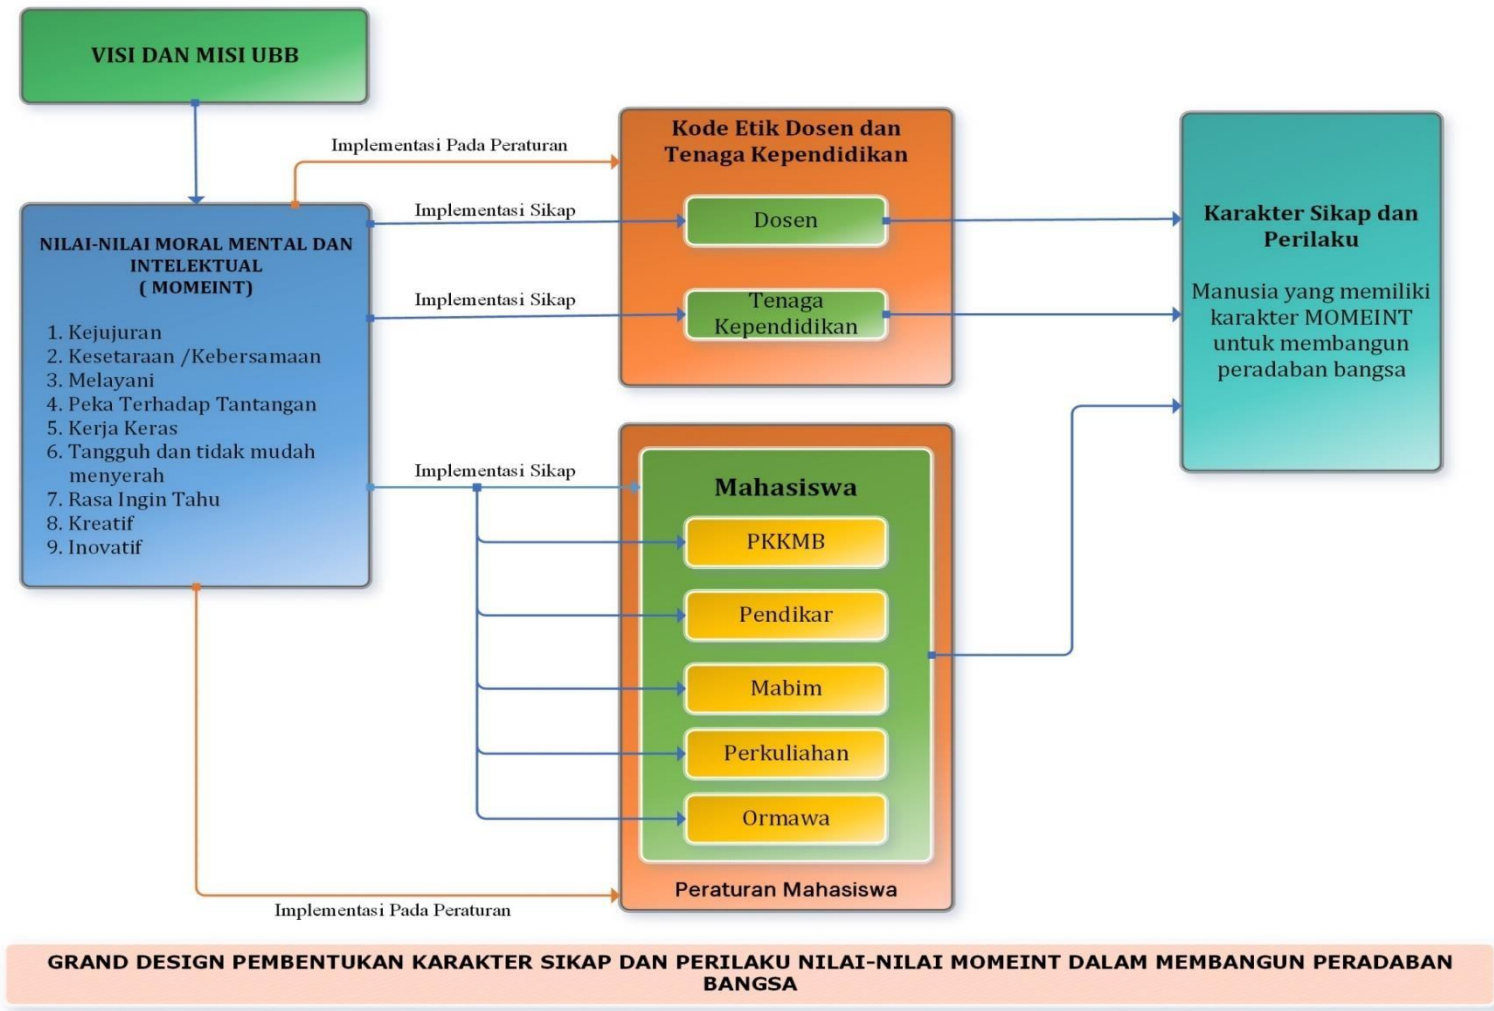 VISI DAN MISI UBB
Implementasi Pada Peraturan
Implementasi Sikap
Implementasi Sikap
NILAI-NILAI MORAL MENTAL DAN
INTELEKTUAL
( MOMEINT)
1. Kejujuran
2. Kesetaraan /Kebersamaan
3. Melayani
4. Peka Terhadap Tantangan
5. Kerja Keras
6. Tangguh dan tidak mudah
menyerah
7. Rasa Ingin Tahu
8. Kreatif
9. Inovatif
Kode Etik Dosen dan
Tenaga Kependidikan
Dosen
Tenaga
Kependidikan
Karakter Sikap dan
Perilaku
Manusia yang memiliki
karakter MOMEINT
untuk membangun
peradaban bangsa
Implementasi Sikap
Mahasiswa
PKKMB
Pendikar
Mabim
Perkuliahan
Ormawa
Peraturan Mahasiswa
Implementasi Pada Peraturan
GRAND DESIGN PEMBENTUKAN KARAKTER SIKAP DAN PERILAKU NILAI-NILAI MOMEINT DALAM MEMBANGUN PERADABAN
BANGSA